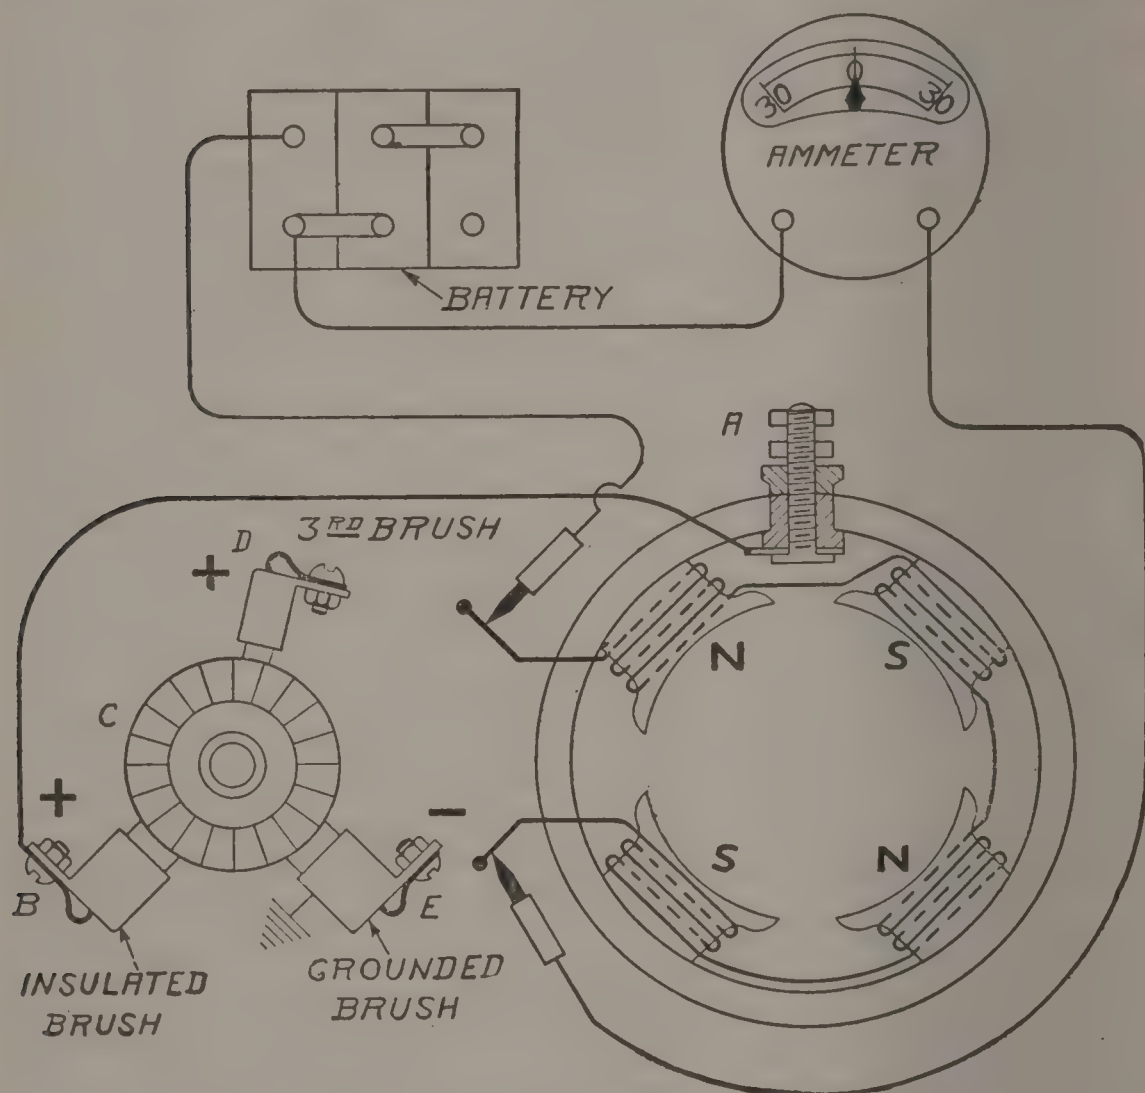 30
0
30
AMMETER
BATTERY
A
3RD BRUSH
D
+
N
S
C
+
-
S
N
B
E
INSULATED
BRUSH
GROUNDED
BRUSH